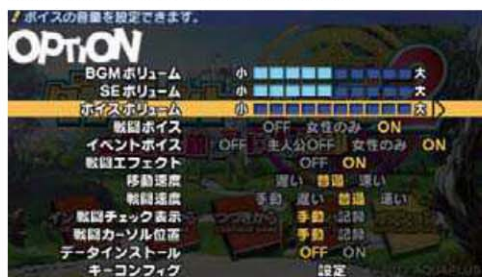 ボイスの音量を設定できます。
OPTiON
BGMボリューム 小 大
SEボリューム 小 大
ボイスボリューム 小 大
戦闘ボイス OFF 女性のみ ON
イベントボイス OFF 主人公OFF 女性のみ ON
戦闘エフェクト OFF ON
移動速度 遅い 普通 速い
戦闘速度 手動 遅い 普通 速い
戦闘チェック表示 手動 記録
戦闘カーソル位置 手動 記録
データインストール OFF ON
キーコンフィグ 設定
AQUAPLUS